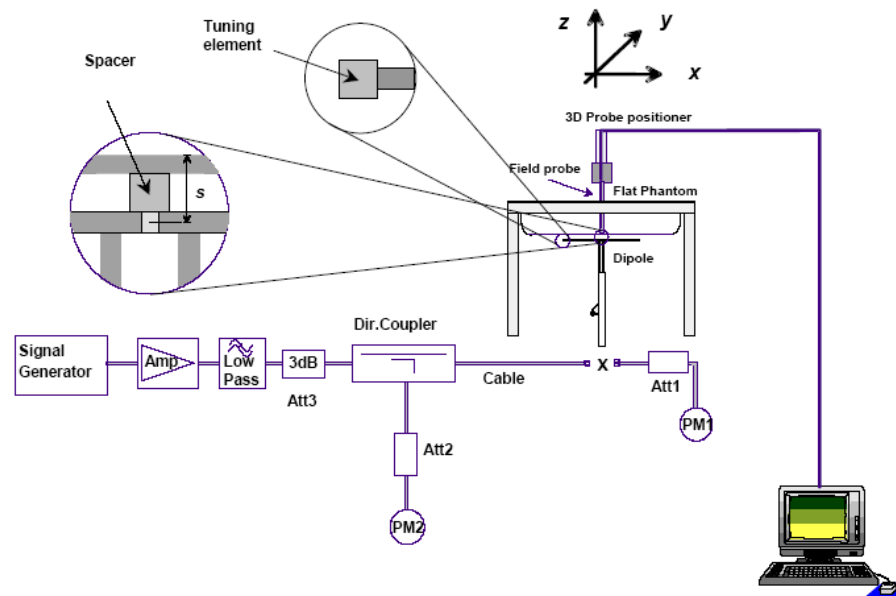 Tuning
element
Spacer
s
z
y
x
3D Probe positioner
Field probe
Flat Phantom
Dipole
Signal
Generator
Amp
Low
Pass
3dB
Att3
Dir.Coupler
Cable
x
Att1
PM1
Att2
PM2